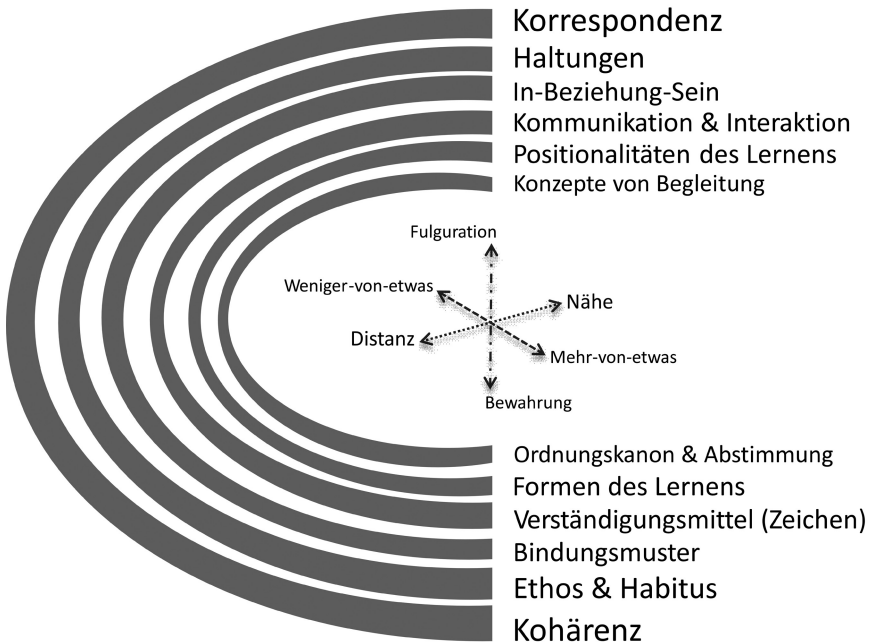 Korrespondenz
Haltungen
In-Beziehung-Sein
Kommunikation & Interaktion
Positionalitäten des Lernens
Konzepte von Begleitung
Fulguration
Weniger-von-etwas
Nähe
Distanz
Mehr-von-etwas
Bewahrung
Ordnungskanon & Abstimmung
Formen des Lernens
Verständigungsmittel (Zeichen)
Bindungsmuster
Ethos & Habitus
Kohärenz